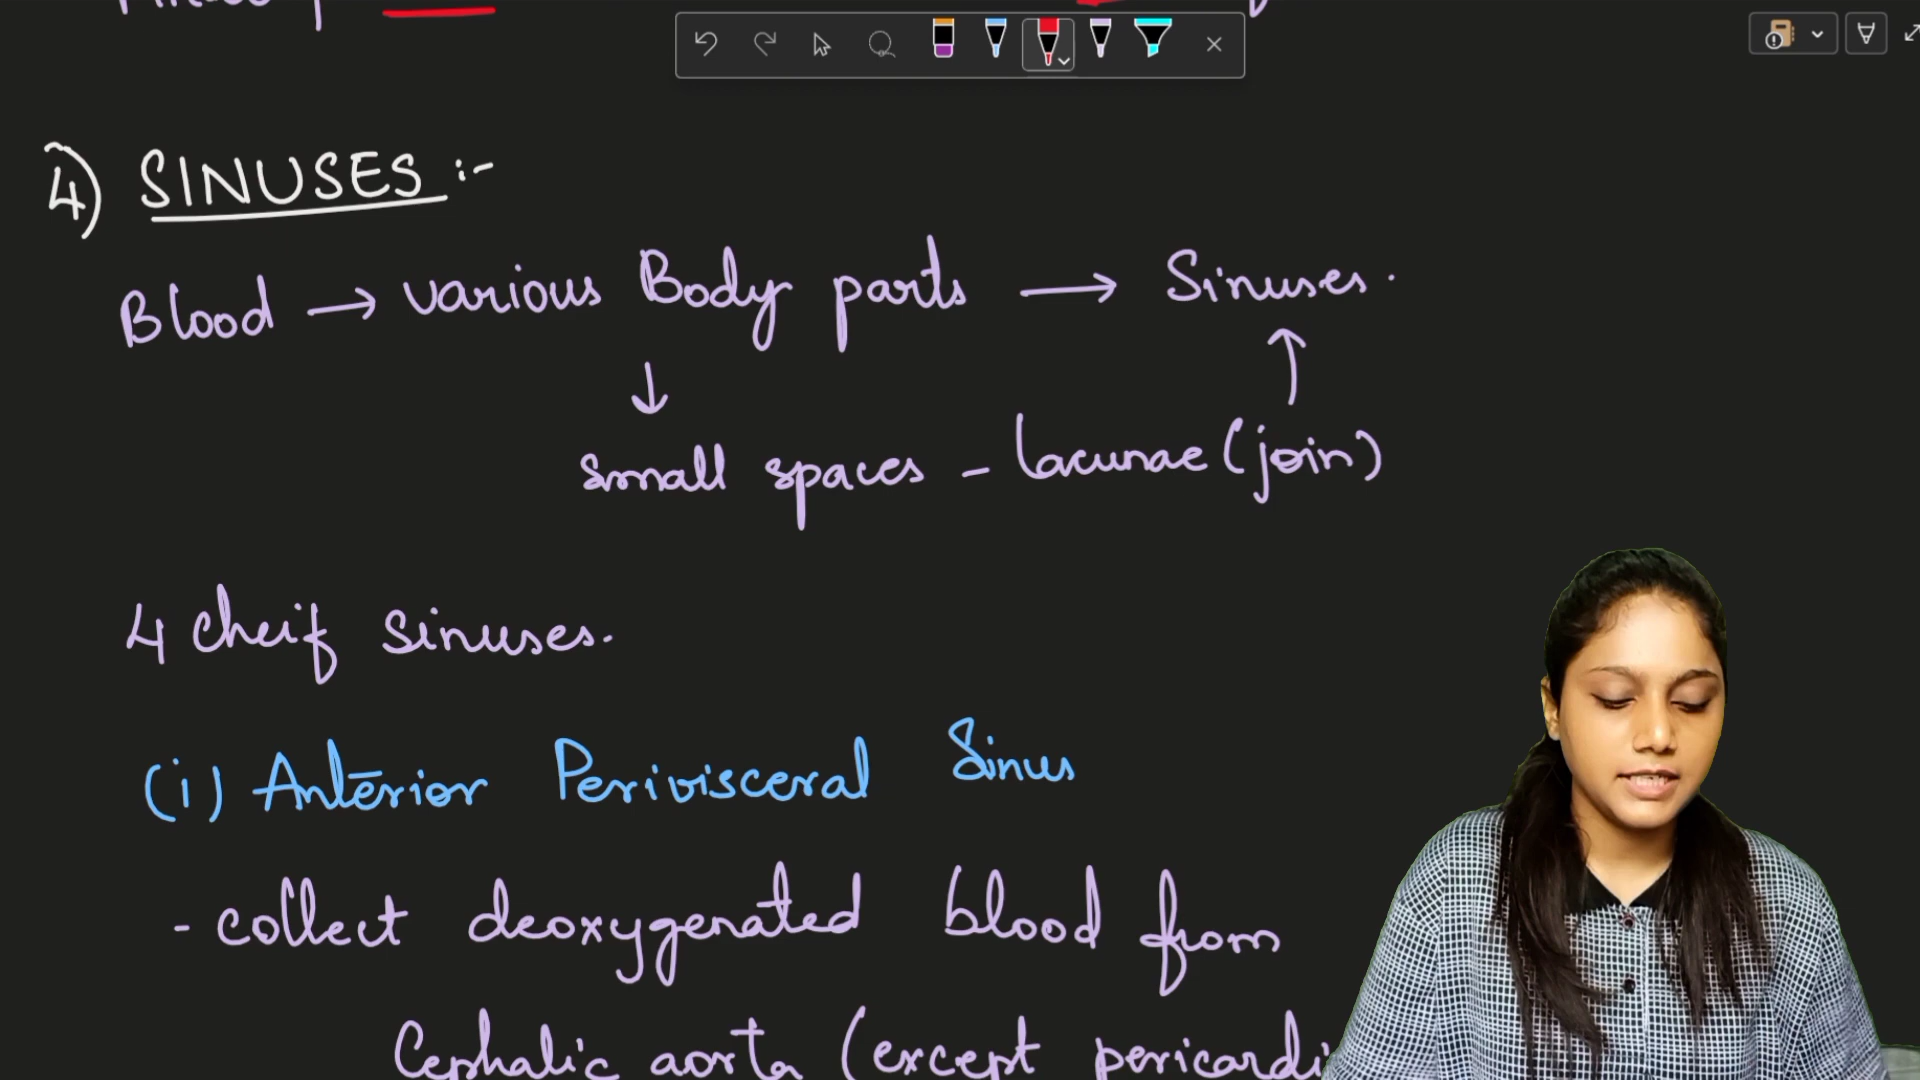 4) SINUSES :-
Blood → various Body parts → Sinuses.
↓ ↑
small spaces - lacunae (join)
4 cheif sinuses.
(i) Anterior Perivisceral Sinus
- collect deoxygenated blood from
Cephalic aorta (except